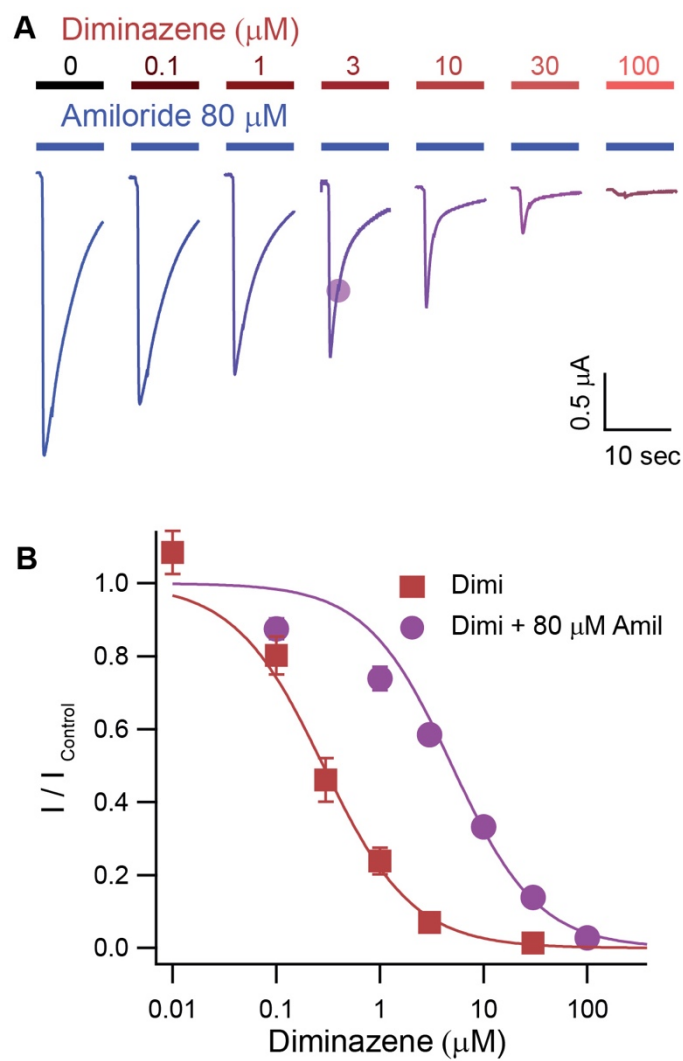 A
Diminazene (μM)
0 0.1 1 3 10 30 100
Amiloride 80 μM
0.5 μA
10 sec
B
Dimi
Dimi + 80 μM Amil
I / I Control
1.0
0.8
0.6
0.4
0.2
0.0
0.01 0.1 1 10 100
Diminazene (μM)